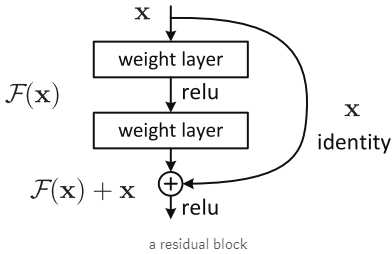 x
weight layer
F(x)
relu
weight layer
x
identity
F(x) + x
+
relu
a residual block